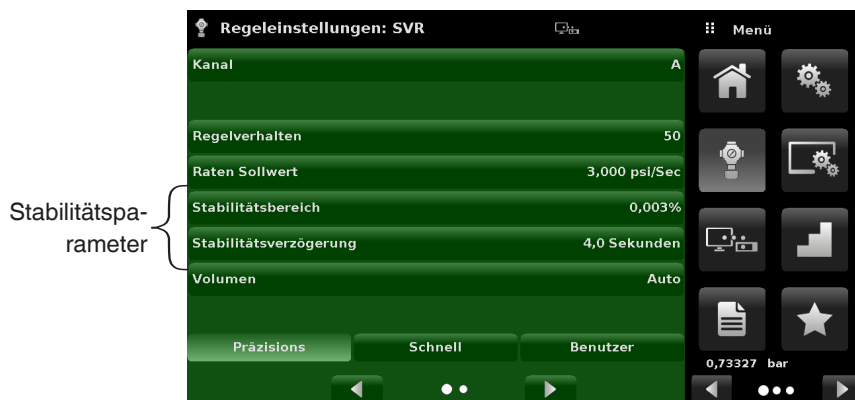 Regeleinstellungen: SVR
Menü
Kanal A
Regelverhalten 50
Raten Sollwert 3,000 psi/Sec
Stabilitätspa-
rameter
Stabilitätsbereich 0,003%
Stabilitätsverzögerung 4,0 Sekunden
Volumen Auto
Präzisions Schnell Benutzer
0,73327 bar